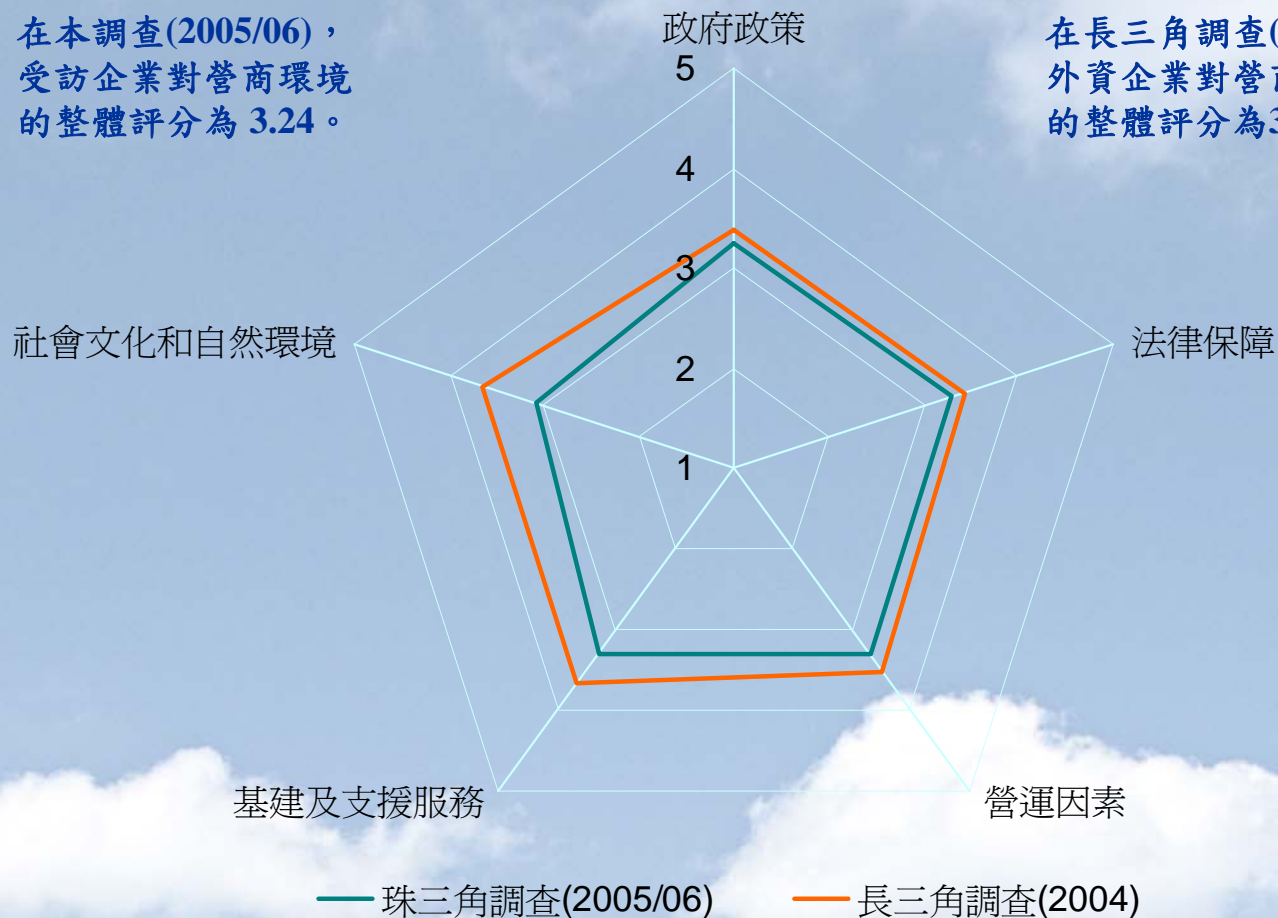 在本調查(2005/06),
受訪企業對營商環境
的整體評分為 3.24。
在長三角調查(
外資企業對營商
的整體評分為3
政府政策
5
4
3
2
1
社會文化和自然環境
法律保障
基建及支援服務
營運因素
珠三角調查(2005/06)
長三角調查(2004)